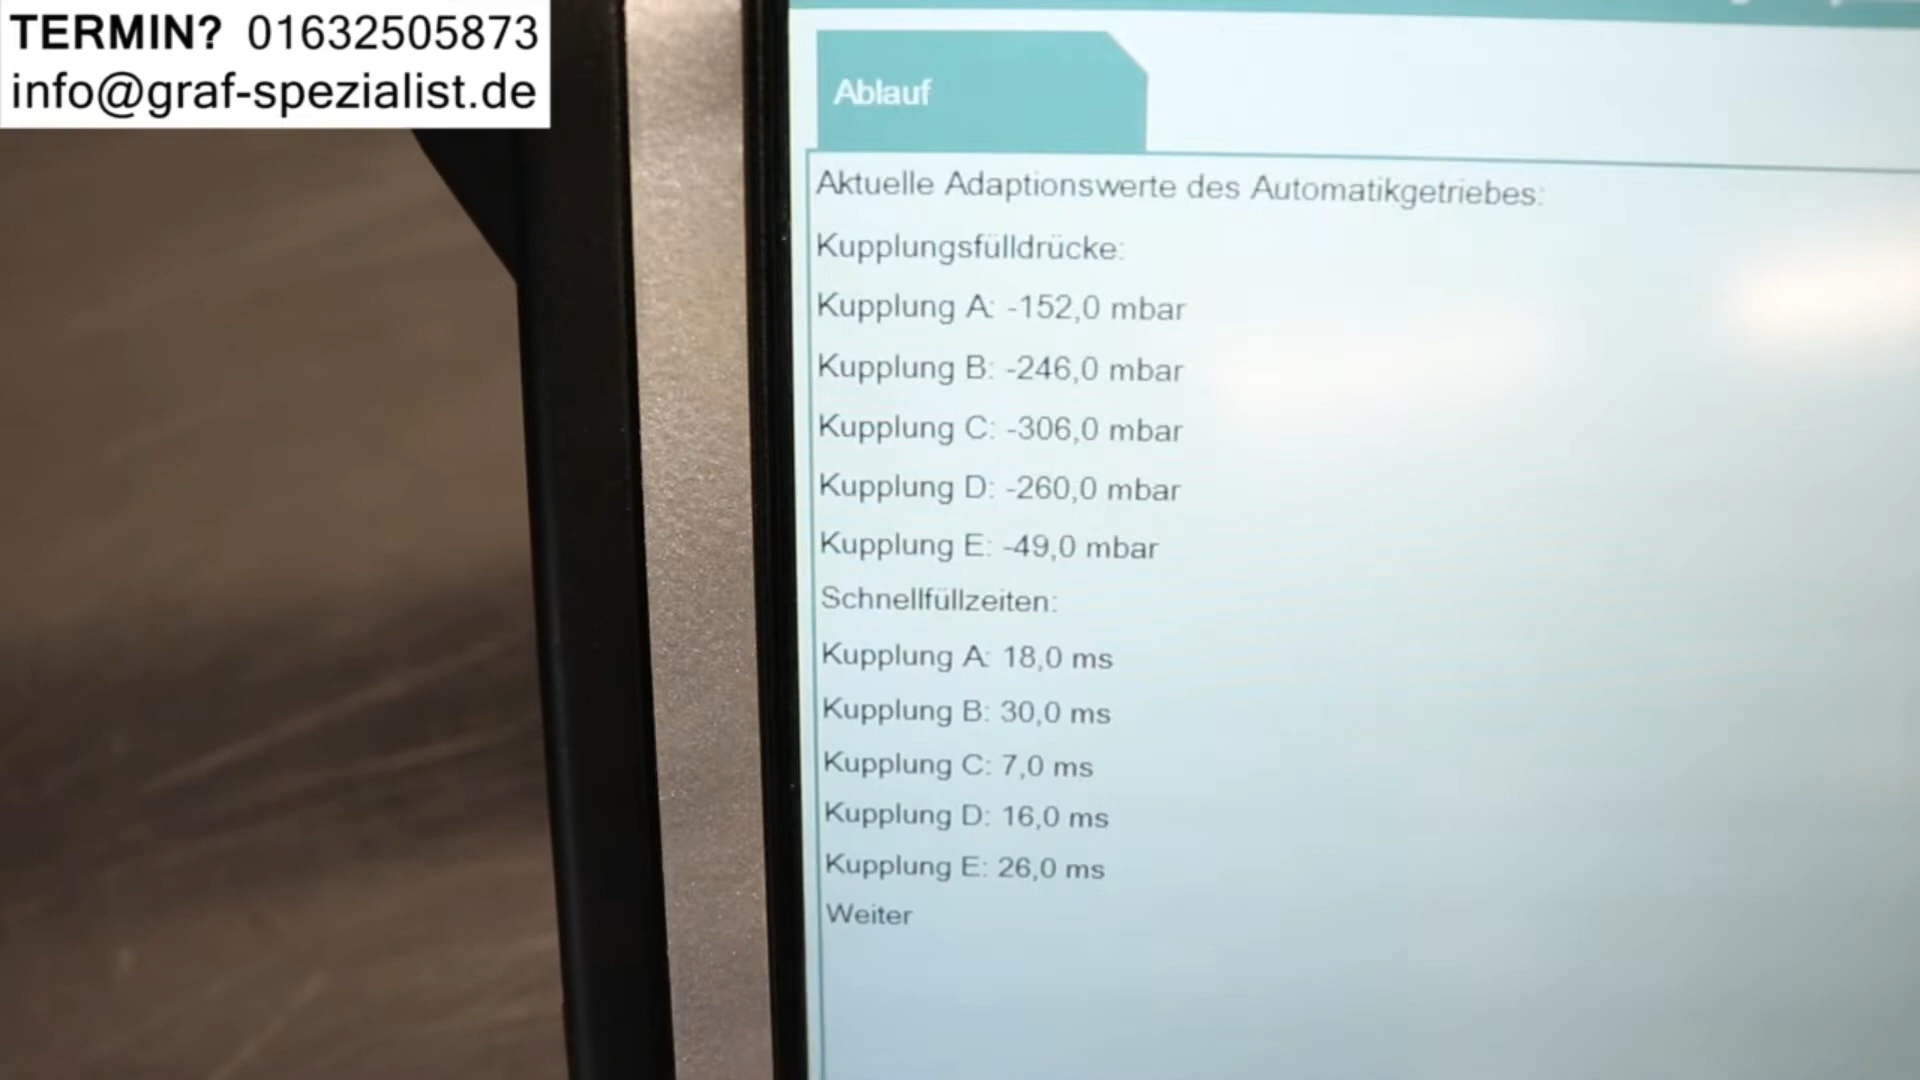 TERMIN? 01632505873
info@graf-spezialist.de
Ablauf
Aktuelle Adaptionswerte des Automatikgetriebes:
Kupplungsfülldrücke:
Kupplung A: -152,0 mbar
Kupplung B: -246,0 mbar
Kupplung C: -306,0 mbar
Kupplung D: -260,0 mbar
Kupplung E: -49,0 mbar
Schnellfüllzeiten:
Kupplung A: 18,0 ms
Kupplung B: 30,0 ms
Kupplung C: 7,0 ms
Kupplung D: 16,0 ms
Kupplung E: 26,0 ms
Weiter